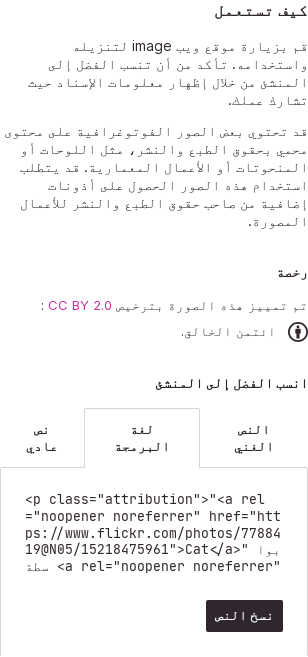 كيف تستعمل
قم بزيارة موقع ويب image لتنزيله
واستخدامه. تأكد من أن تنسب الفضل إلى
المنشئ من خلال إظهار معلومات الإسناد حيث
تشارك عملك.
قد تحتوي بعض الصور الفوتوغرافية على محتوى
محمي بحقوق الطبع والنشر، مثل اللوحات أو
المنحوتات أو الأعمال المعمارية. قد يتطلب
استخدام هذه الصور الحصول على أذونات
إضافية من صاحب حقوق الطبع والنشر للأعمال
المصورة.
رخصة
تم تمييز هذه الصورة بترخيص CC BY 2.0 :
ائتمن الخالق.
انسب الفضل إلى المنشئ
النص الغني
لغة البرمجة
نص عادي
<p class="attribution">"<a rel
="noopener noreferrer" href="htt
ps://www.flickr.com/photos/77884
19@N05/15218475961">Cat</a>" بوا
سطة <a rel="noopener noreferrer"
نسخ النص